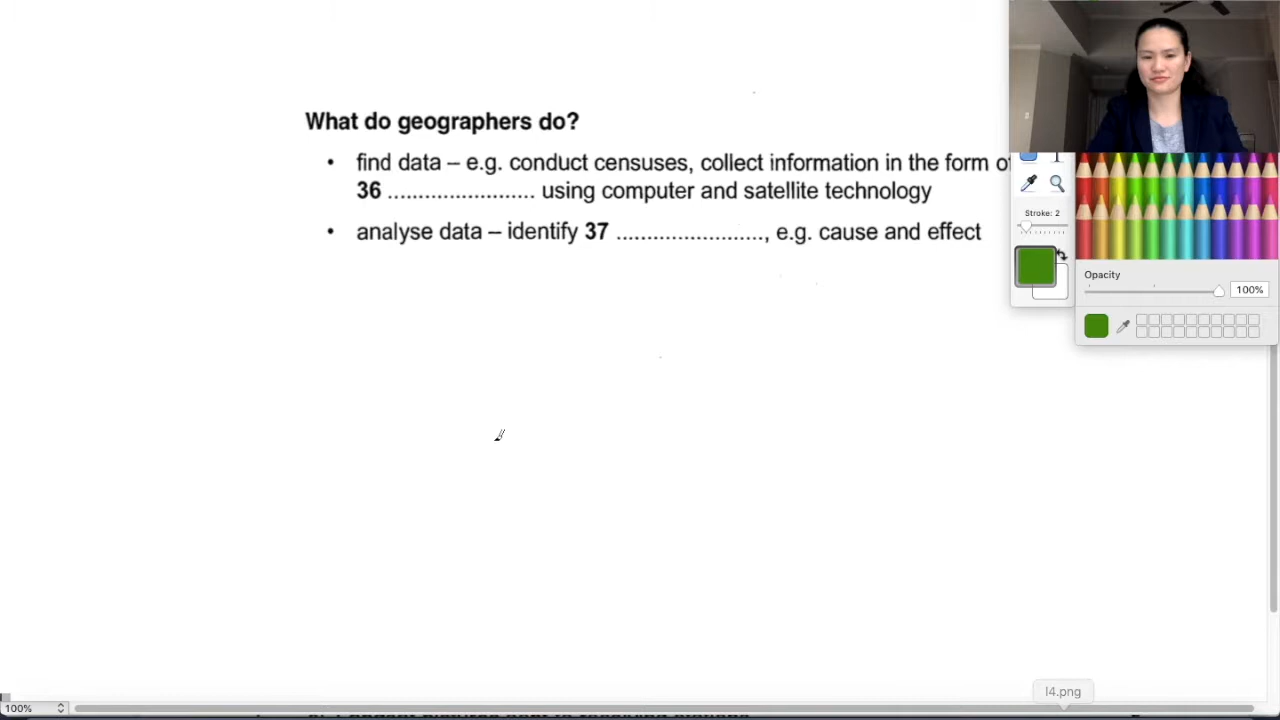 What do geographers do?
• find data – e.g. conduct censuses, collect information in the form of
36 ........................ using computer and satellite technology
• analyse data – identify 37 ........................, e.g. cause and effect
Stroke: 2
Opacity
100%
l4.png
100%